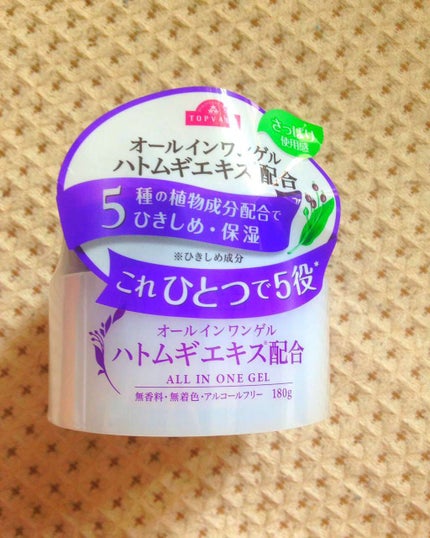 TOPVALU
さっぱり
使用感
オールインワンゲル
ハトムギエキス配合
5種の植物成分配合で
ひきしめ・保湿
※ひきしめ成分
これひとつで5役*
オールインワンゲル
ハトムギエキス*配合
ALL IN ONE GEL
無香料・無着色・アルコールフリー 180g